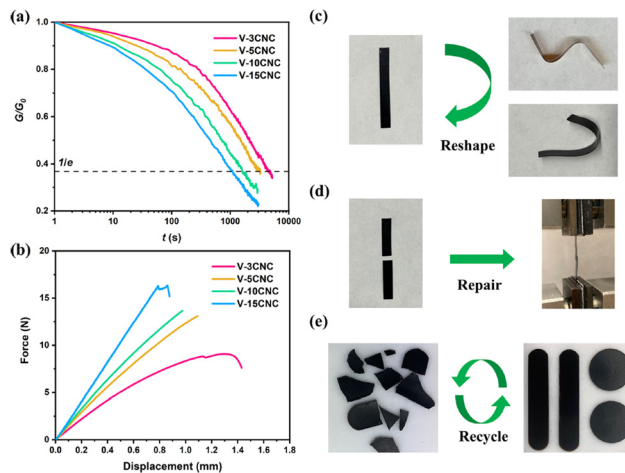 (a)
1.0
0.8
0.6
0.4
0.2
G/G0
1/e
V-3CNC
V-5CNC
V-10CNC
V-15CNC
1
10
100
1000
10000
t (s)
(b)
25
20
15
10
5
0
Force (N)
V-3CNC
V-5CNC
V-10CNC
V-15CNC
0.0
0.2
0.4
0.6
0.8
1.0
1.2
1.4
1.6
1.8
Displacement (mm)
(c)
Reshape
(d)
Repair
(e)
Recycle